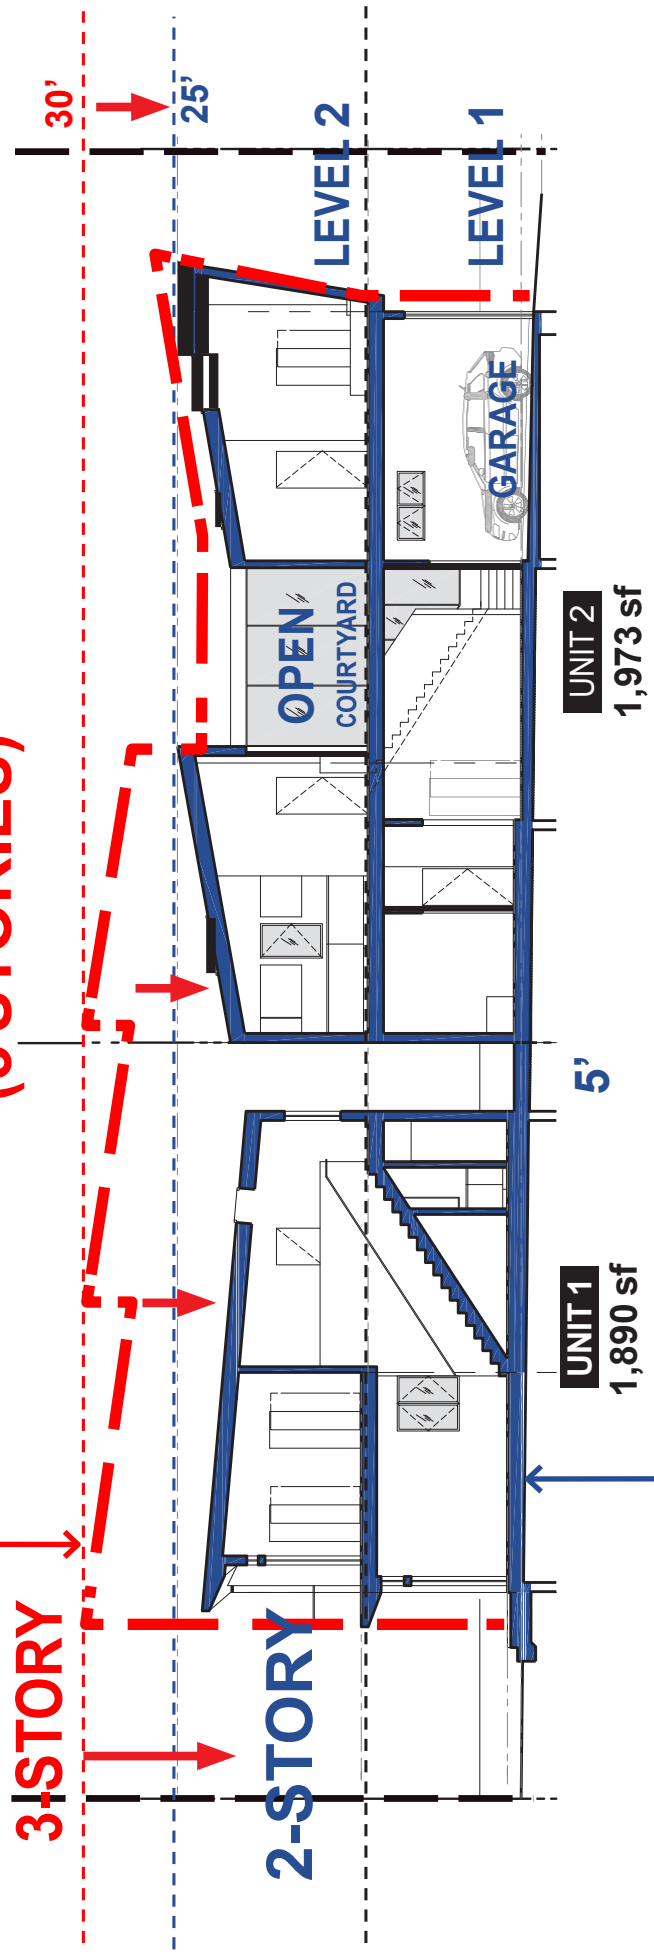 STORIES)
3-STORY
30'
25'
2-STORY
OPEN
COURTYARD
LEVEL 2
LEVEL 1
GARAGE
UNIT 1
1,890 sf
5'
UNIT 2
1,973 sf